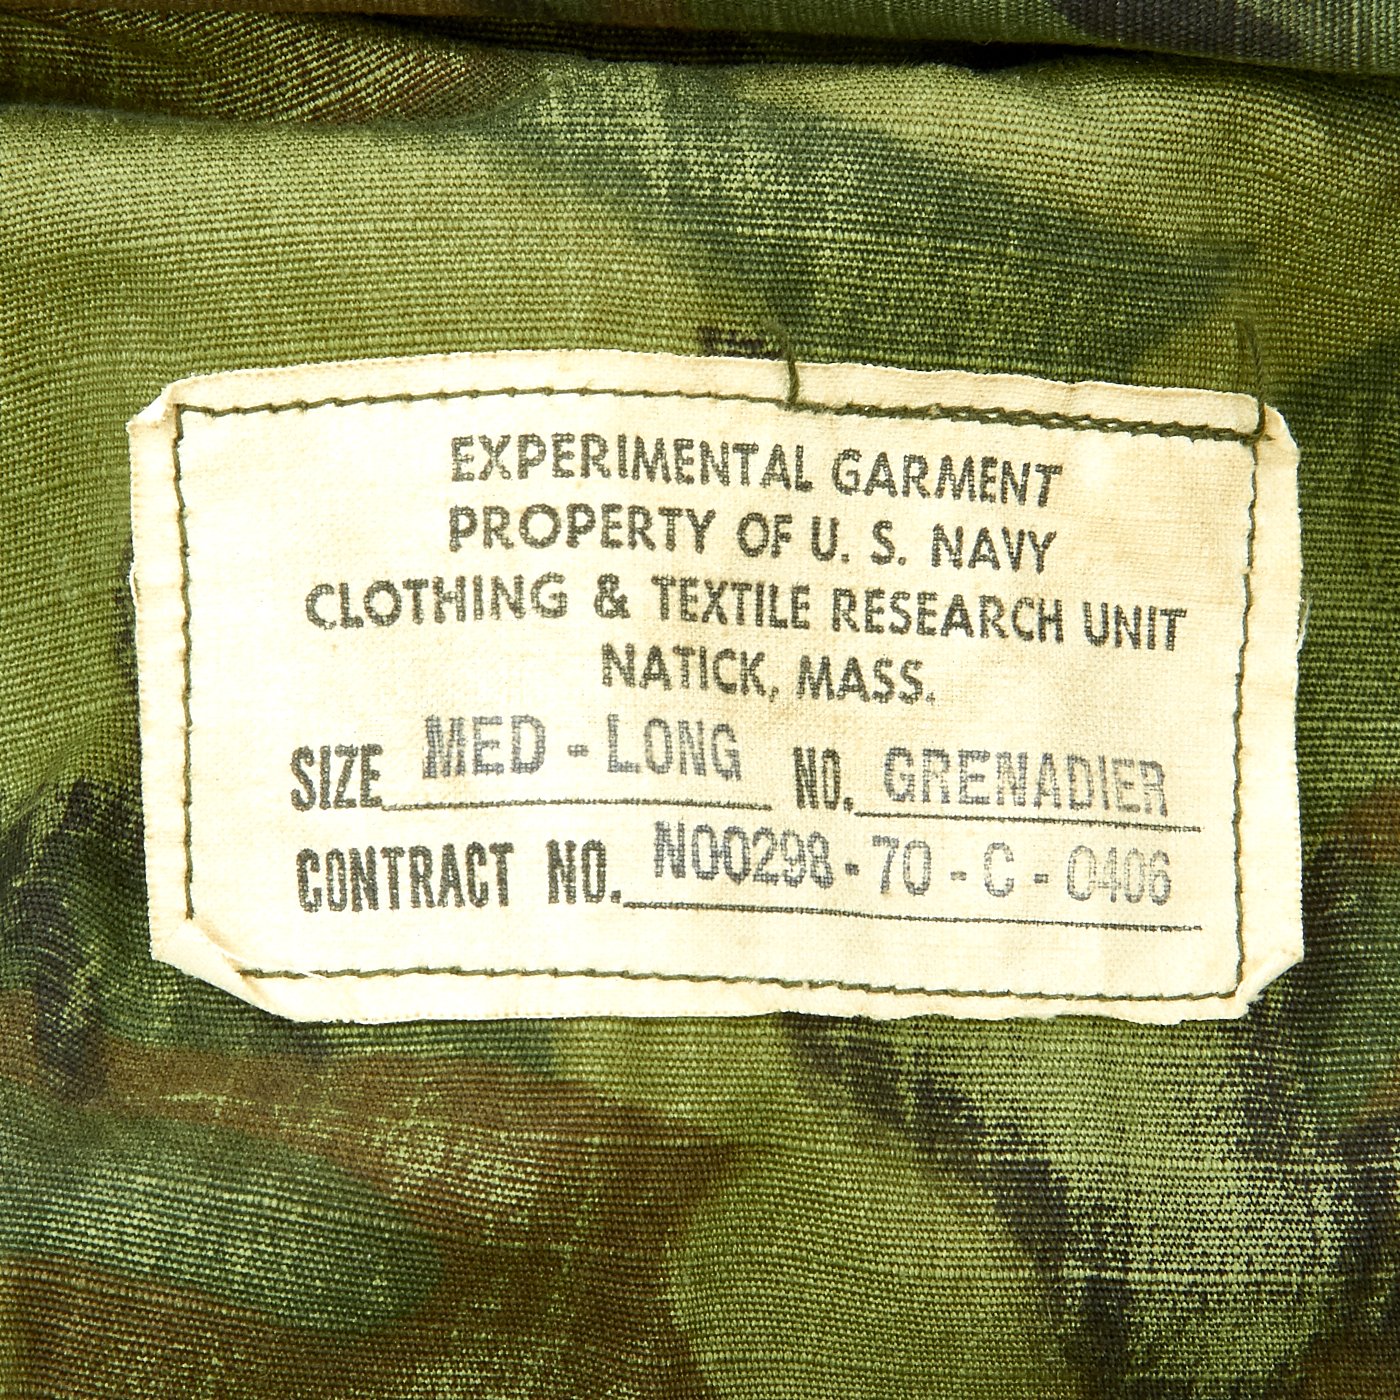 EXPERIMENTAL GARMENT
PROPERTY OF U. S. NAVY
CLOTHING & TEXTILE RESEARCH UNIT
NATICK, MASS.
SIZE MED - LONG NO. GRENADIER
CONTRACT NO. N00298 - 70 - C - 0406